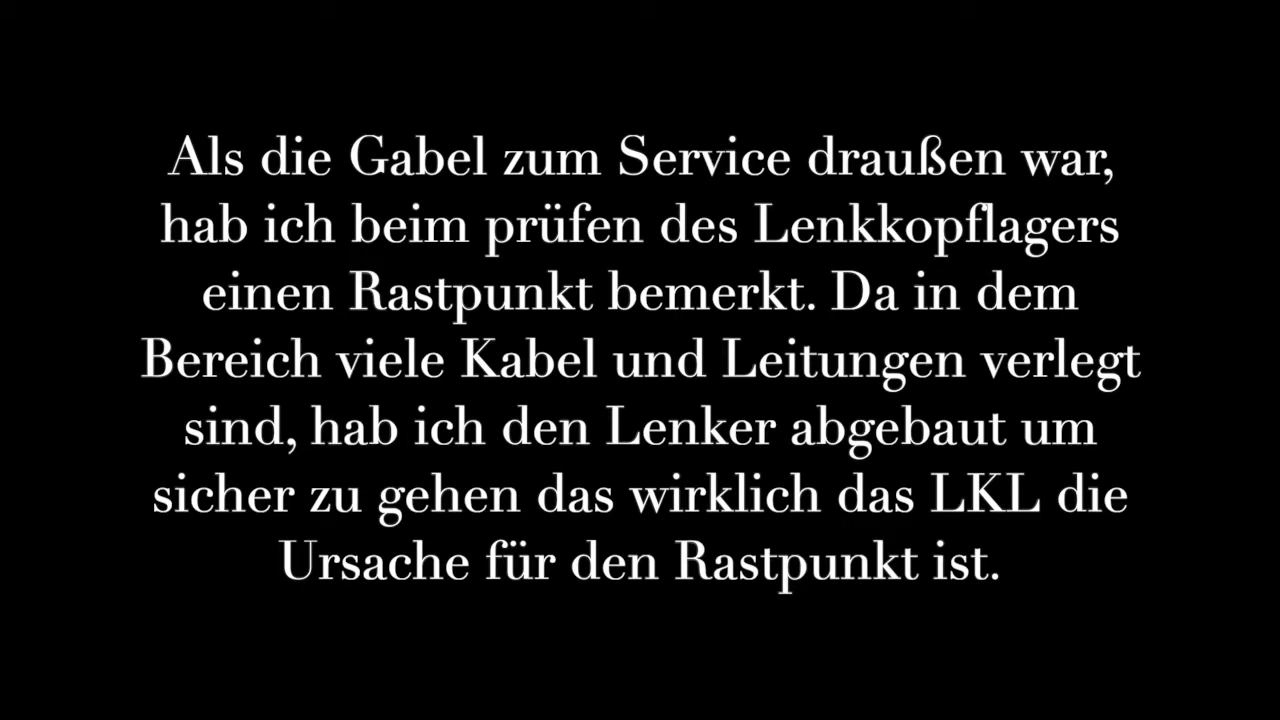 Als die Gabel zum Service draußen war,
hab ich beim prüfen des Lenkkopflagers
einen Rastpunkt bemerkt. Da in dem
Bereich viele Kabel und Leitungen verlegt
sind, hab ich den Lenker abgebaut um
sicher zu gehen das wirklich das LKL die
Ursache für den Rastpunkt ist.